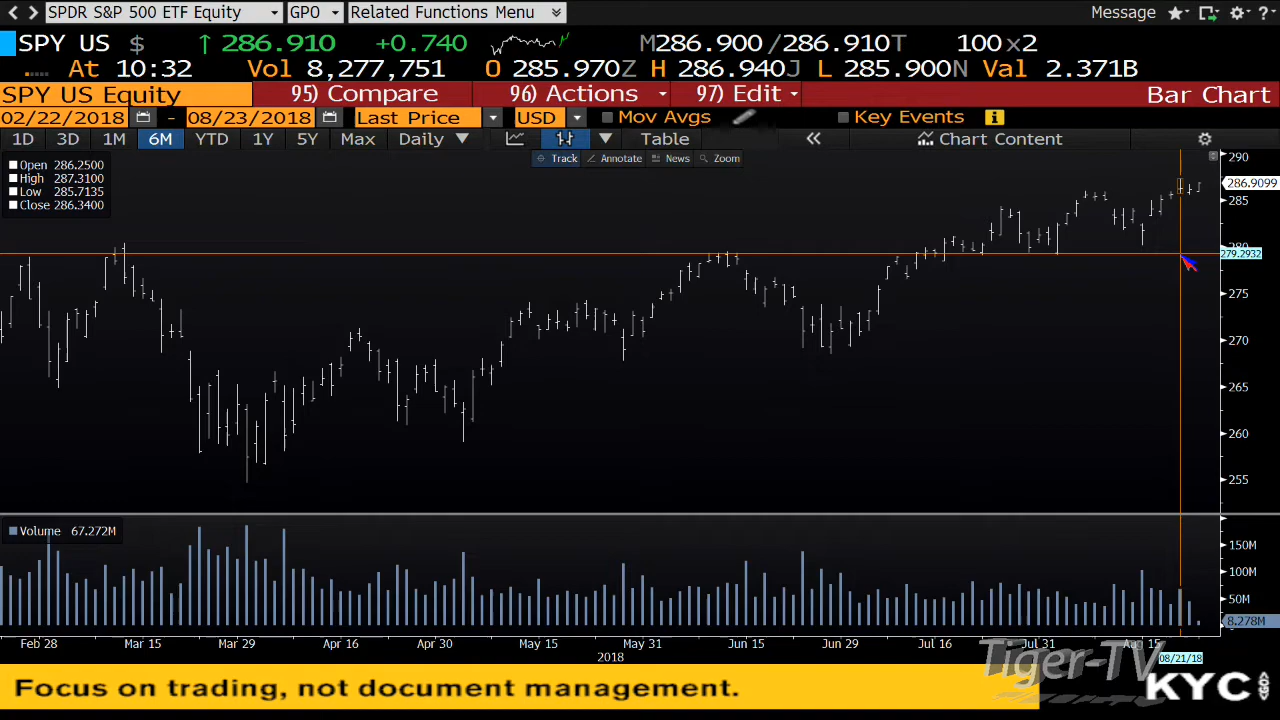 SPDR S&P 500 ETF Equity GPO Related Functions Menu Message
SPY US $ ↑ 286.910 +0.740 M286.900 /286.910T 100x2
At 10:32 Vol 8,277,751 O 285.970Z H 286.940J L 285.900N Val 2.371B
SPY US Equity 95) Compare 96) Actions 97) Edit Bar Chart
02/22/2018 - 08/23/2018 Last Price USD Mov Avgs Key Events
1D 3D 1M 6M YTD 1Y 5Y Max Daily Table Chart Content
Track Annotate News Zoom
Open 286.2500
High 287.3100
Low 285.7135
Close 286.3400
290
286.9099
285
280
279.2932
275
270
265
260
255
Volume 67.272M
150M
100M
50M
8.278M
Feb 28 Mar 15 Mar 29 Apr 16 Apr 30 May 15 May 31 Jun 15 Jun 29 Jul 16 Jul 31 Aug 15
2018 08/21/18
Tiger-TV
Focus on trading, not document management. KYC GO